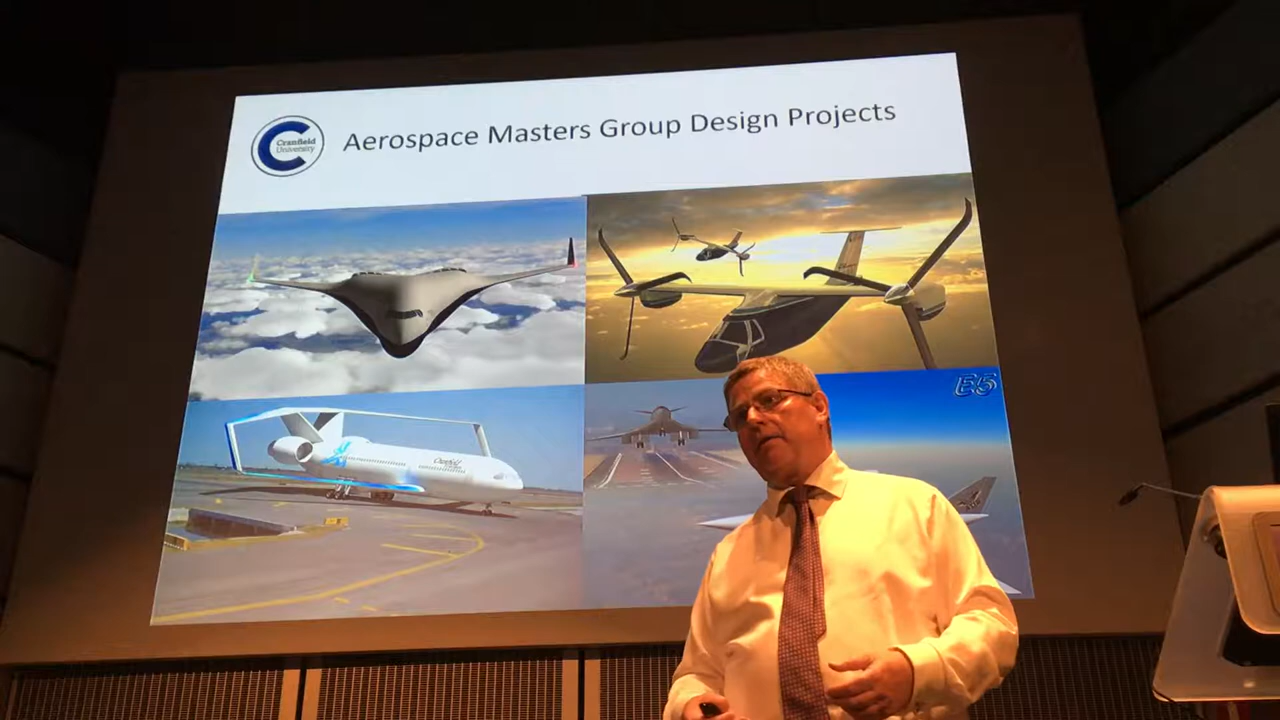 Cranfield
University
Aerospace Masters Group Design Projects
E5
Cranfield